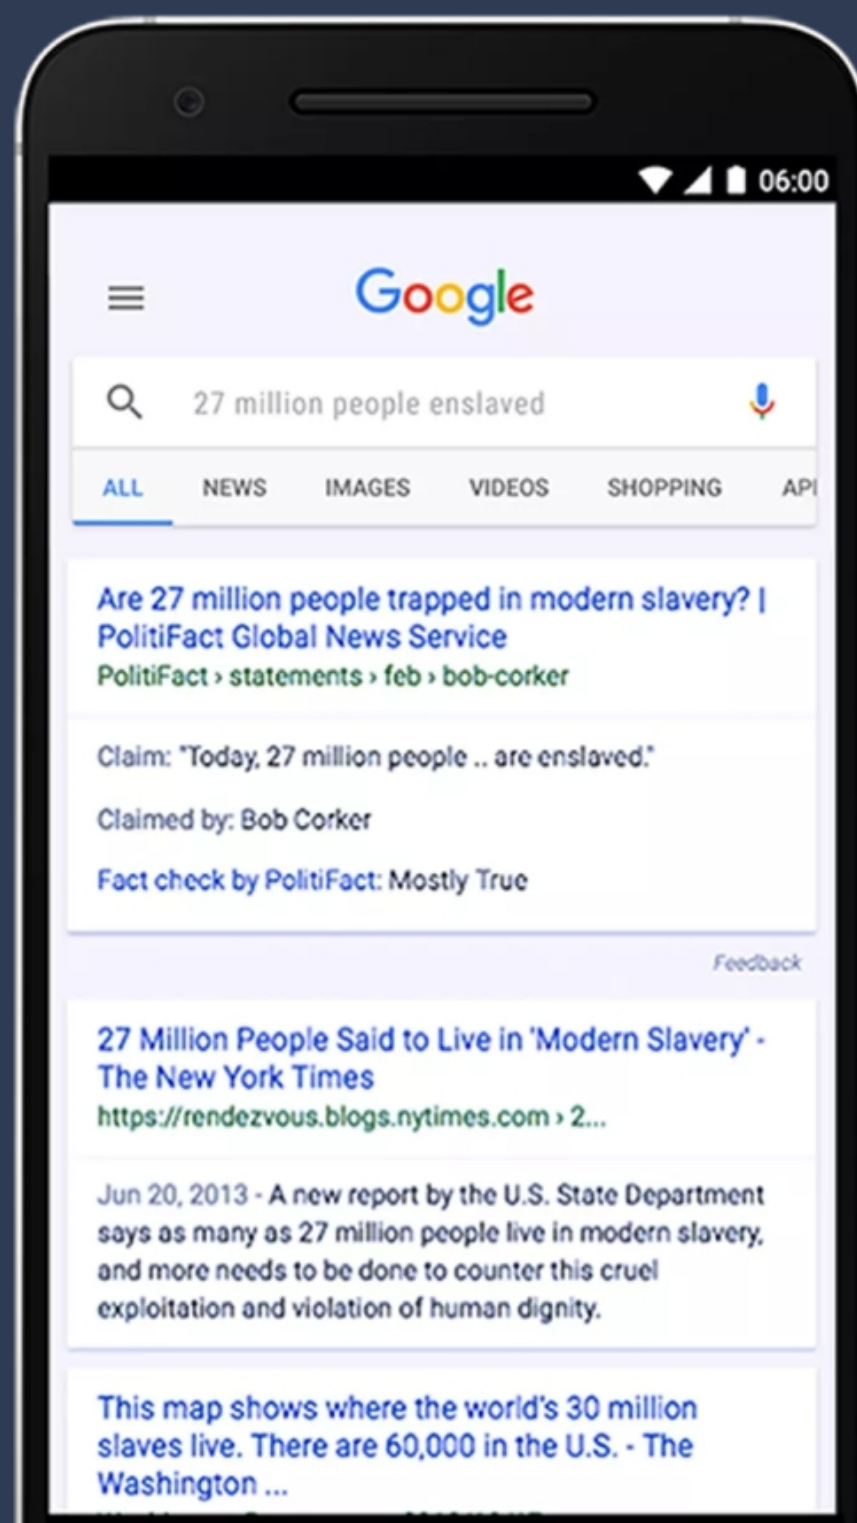 06:00
Google
27 million people enslaved
ALL NEWS IMAGES VIDEOS SHOPPING
Are 27 million people trapped in modern slavery? |
PolitiFact Global News Service
PolitiFact › statements › feb › bob-corker
Claim: "Today, 27 million people .. are enslaved."
Claimed by: Bob Corker
Fact check by PolitiFact: Mostly True
Feedback
27 Million People Said to Live in 'Modern Slavery' -
The New York Times
https://rendezvous.blogs.nytimes.com › 2...
Jun 20, 2013 - A new report by the U.S. State Department
says as many as 27 million people live in modern slavery,
and more needs to be done to counter this cruel
exploitation and violation of human dignity.
This map shows where the world's 30 million
slaves live. There are 60,000 in the U.S. - The
Washington ...